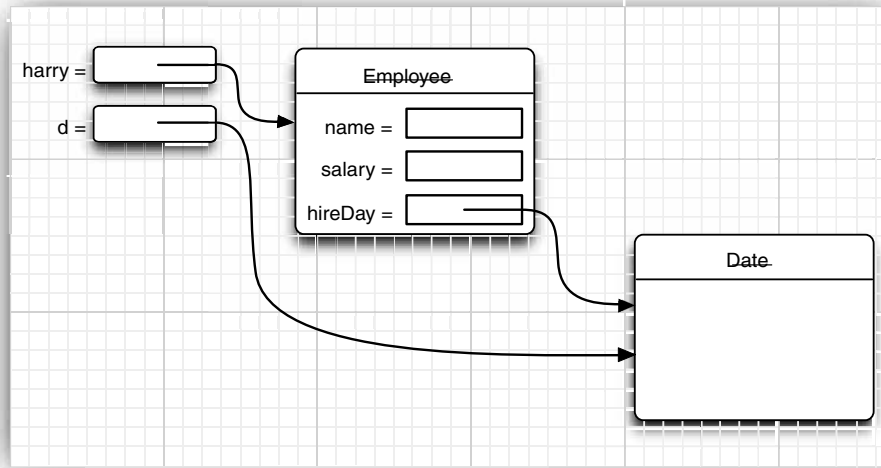 harry =
d =
Employee
name =
salary =
hireDay =
Date